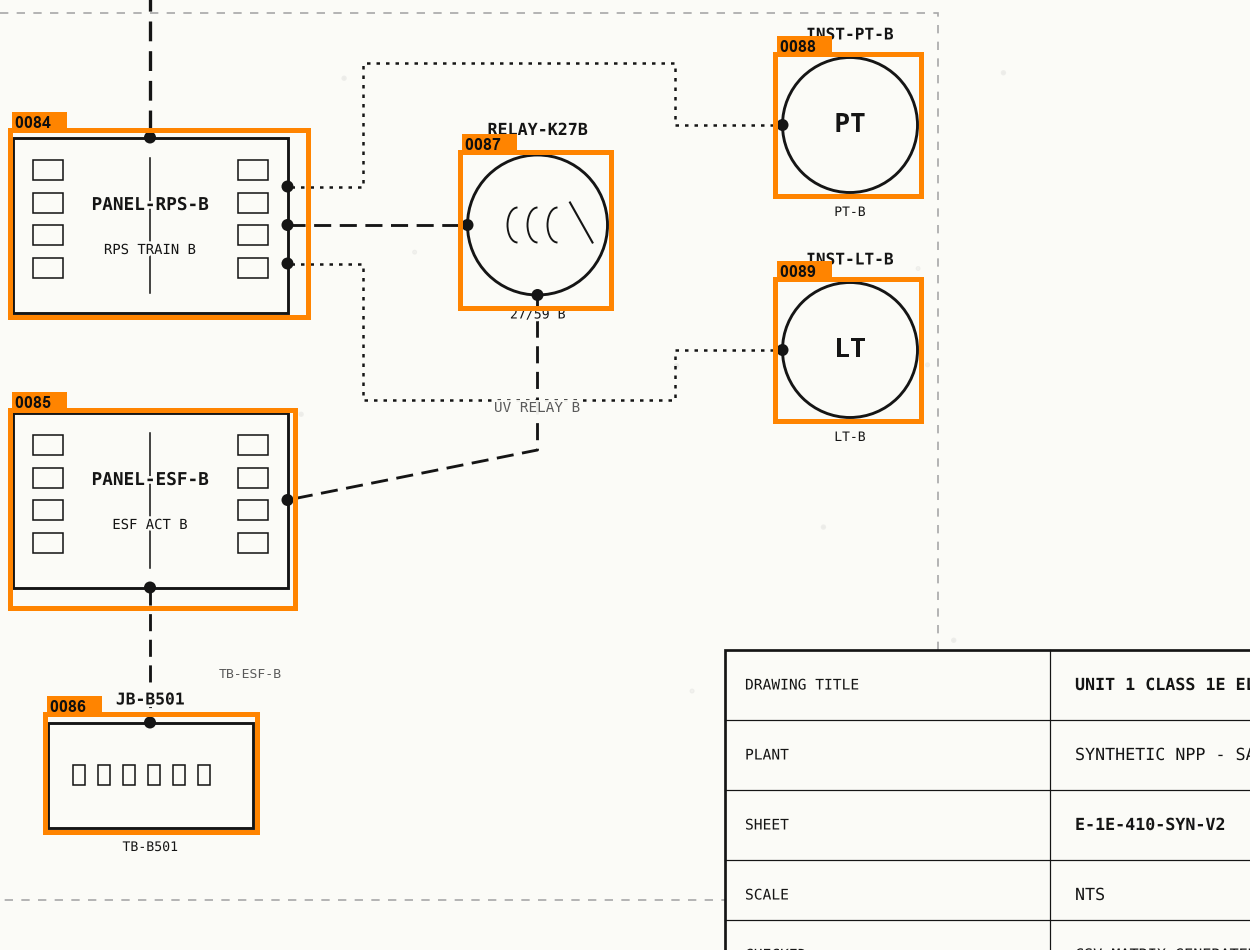 INST-PT-B
0088
PT
PT-B
0084
PANEL-RPS-B
RPS TRAIN B
RELAY-K27B
0087
27/59 B
UV RELAY B
INST-LT-B
0089
LT
LT-B
0085
PANEL-ESF-B
ESF ACT B
TB-ESF-B
0086
JB-B501
TB-B501
DRAWING TITLE
UNIT 1 CLASS 1E
PLANT
SYNTHETIC NPP -
SHEET
E-1E-410-SYN-V2
SCALE
NTS